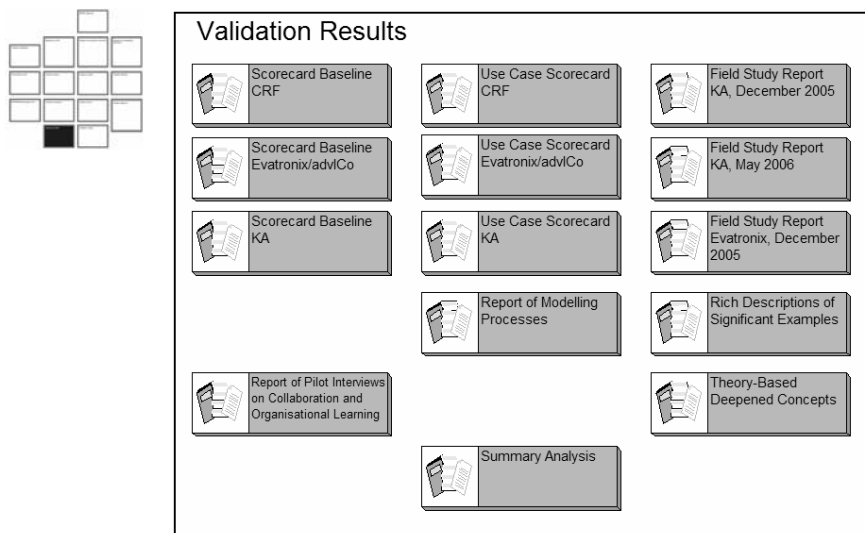 Validation Results
Scorecard Baseline
CRF
Use Case Scorecard
CRF
Field Study Report
KA, December 2005
Scorecard Baseline
Evatronix/advICo
Use Case Scorecard
Evatronix/advICo
Field Study Report
KA, May 2006
Scorecard Baseline
KA
Use Case Scorecard
KA
Field Study Report
Evatronix, December
2005
Report of Modelling
Processes
Rich Descriptions of
Significant Examples
Report of Pilot Interviews
on Collaboration and
Organisational Learning
Theory-Based
Deepened Concepts
Summary Analysis